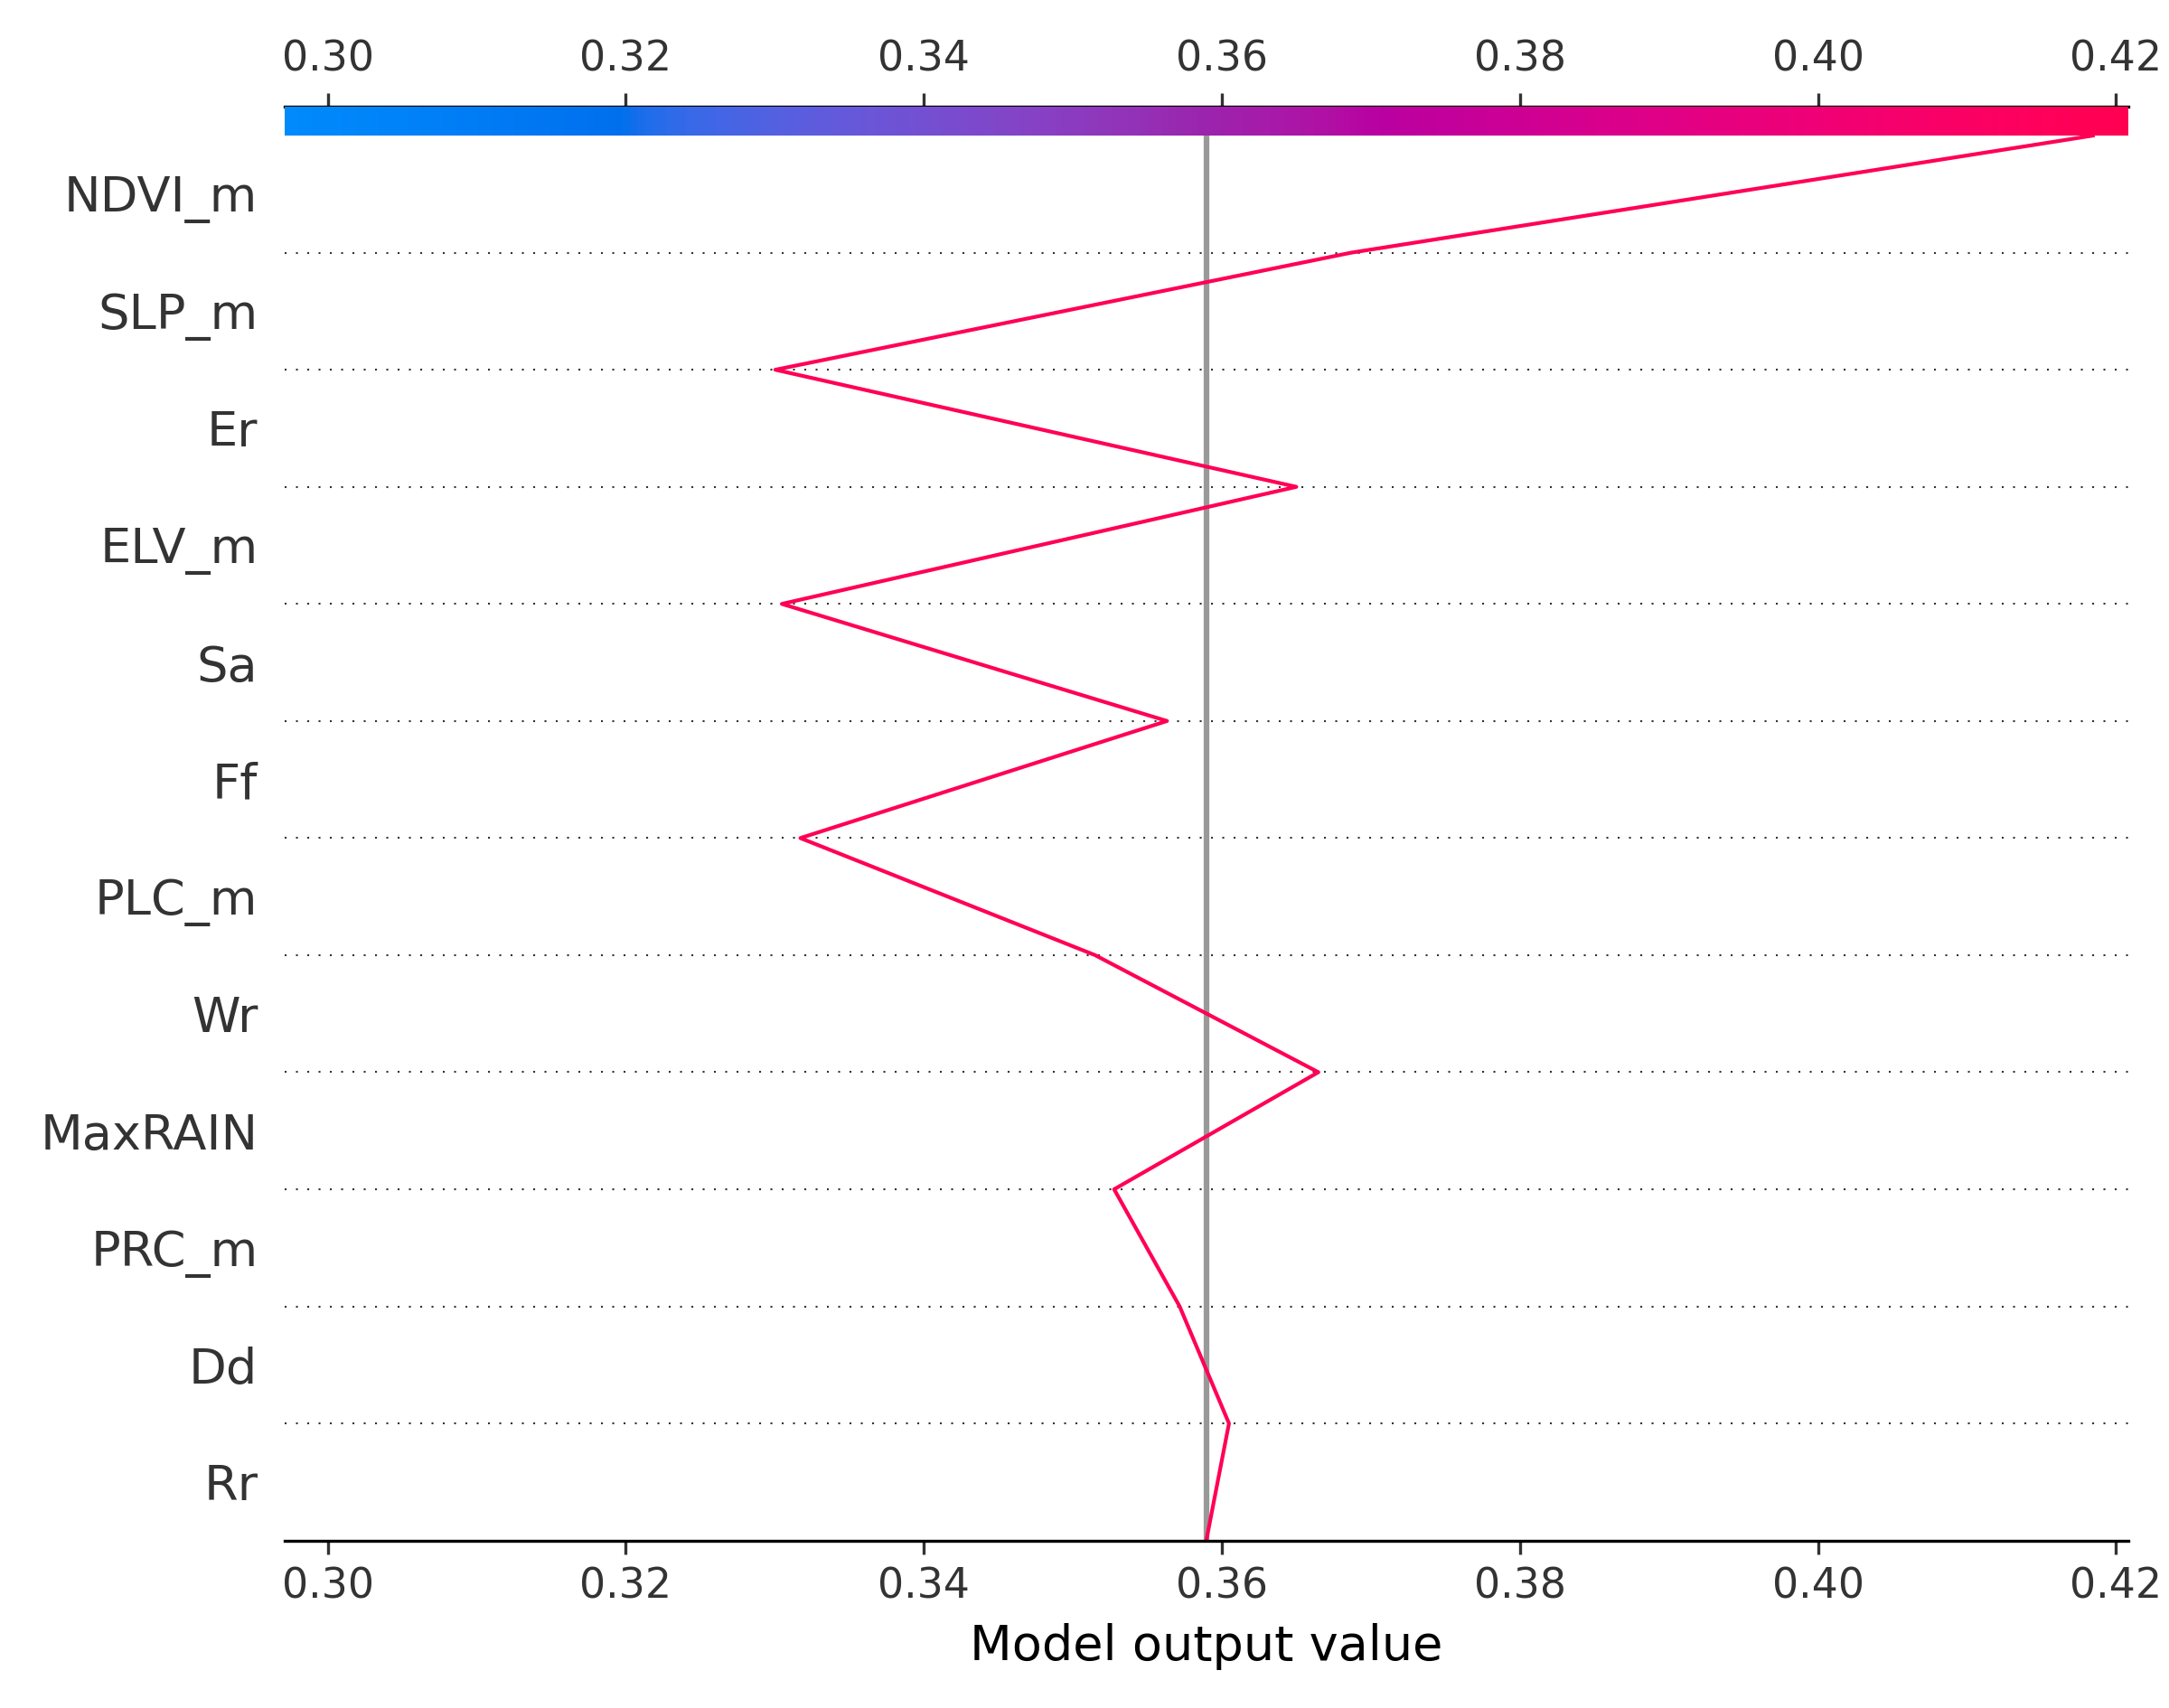 0.30 0.32 0.34 0.36 0.38 0.40 0.42
NDVI_m
SLP_m
Er
ELV_m
Sa
Ff
PLC_m
Wr
MaxRAIN
PRC_m
Dd
Rr
0.30 0.32 0.34 0.36 0.38 0.40 0.42
Model output value